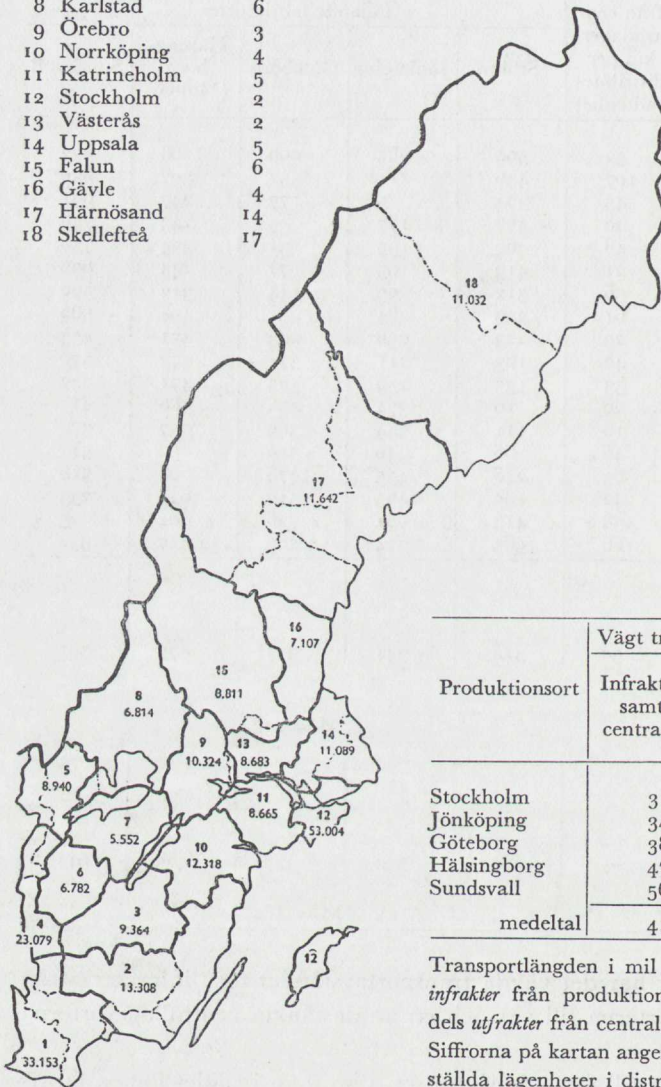 8 Karlstad 6
9 Örebro 3
10 Norrköping 4
11 Katrineholm 5
12 Stockholm 2
13 Västerås 2
14 Uppsala 5
15 Falun 6
16 Gävle 4
17 Härnösand 14
18 Skellefteå 17
18
11.032
17
11.642
16
7.107
15
8.811
8
6.814
14
11.089
13
8.683
9
10.324
5
8.940
11
8.665
12
53.004
7
5.552
10
12.318
6
6.782
3
9.364
4
23.079
12
2
13.308
1
33.153
Vägt
Produktionsort
samt
Stockholm
Jönköping
Göteborg
Hälsingborg
Sundsvall
medeltal
Transportlängden i mil
infrakter från
dels utfrakter från
Siffrorna på kartan
ställda lägenheter i